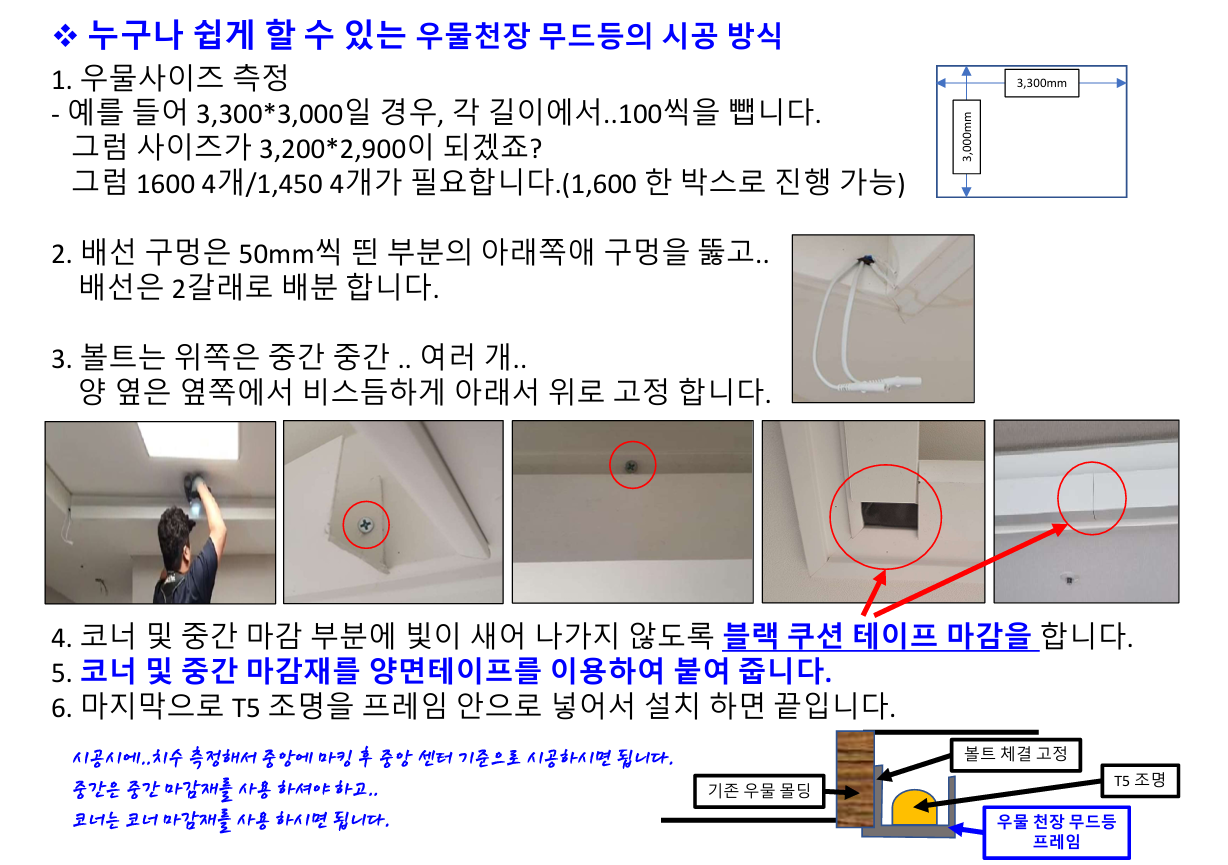 ❖ 누구나 쉽게 할 수 있는 우물천장 무드등의 시공 방식
1. 우물사이즈 측정
- 예를 들어 3,300*3,000일 경우, 각 길이에서..100씩을 뺍니다.
그럼 사이즈가 3,200*2,900이 되겠죠?
그럼 1600 4개/1,450 4개가 필요합니다.(1,600 한 박스로 진행 가능)
3,300mm
3,000mm
2. 배선 구멍은 50mm씩 띈 부분의 아래쪽애 구멍을 뚫고..
배선은 2갈래로 배분 합니다.
3. 볼트는 위쪽은 중간 중간 .. 여러 개..
양 옆은 옆쪽에서 비스듬하게 아래서 위로 고정 합니다.
4. 코너 및 중간 마감 부분에 빛이 새어 나가지 않도록 블랙 쿠션 테이프 마감을 합니다.
5. 코너 및 중간 마감재를 양면테이프를 이용하여 붙여 줍니다.
6. 마지막으로 T5 조명을 프레임 안으로 넣어서 설치 하면 끝입니다.
시공시에..치수 측정해서 중앙에 마킹 후 중앙 센터 기준으로 시공하시면 됩니다.
중간은 중간 마감재를 사용 하셔야 하고..
코너는 코너 마감재를 사용 하시면 됩니다.
볼트 체결 고정
기존 우물 몰딩
T5 조명
우물 천장 무드등
프레임